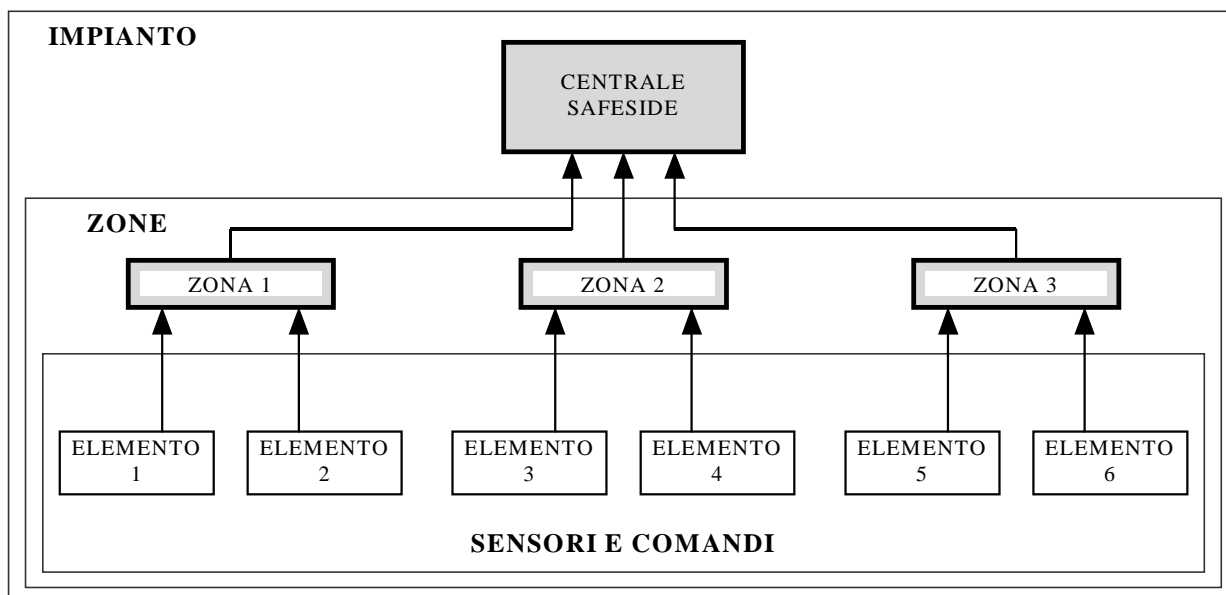 IMPIANTO
CENTRALE
SAFESIDE
ZONE
ZONA 1
ZONA 2
ZONA 3
ELEMENTO
1
ELEMENTO
2
ELEMENTO
3
ELEMENTO
4
ELEMENTO
5
ELEMENTO
6
SENSORI E COMANDI